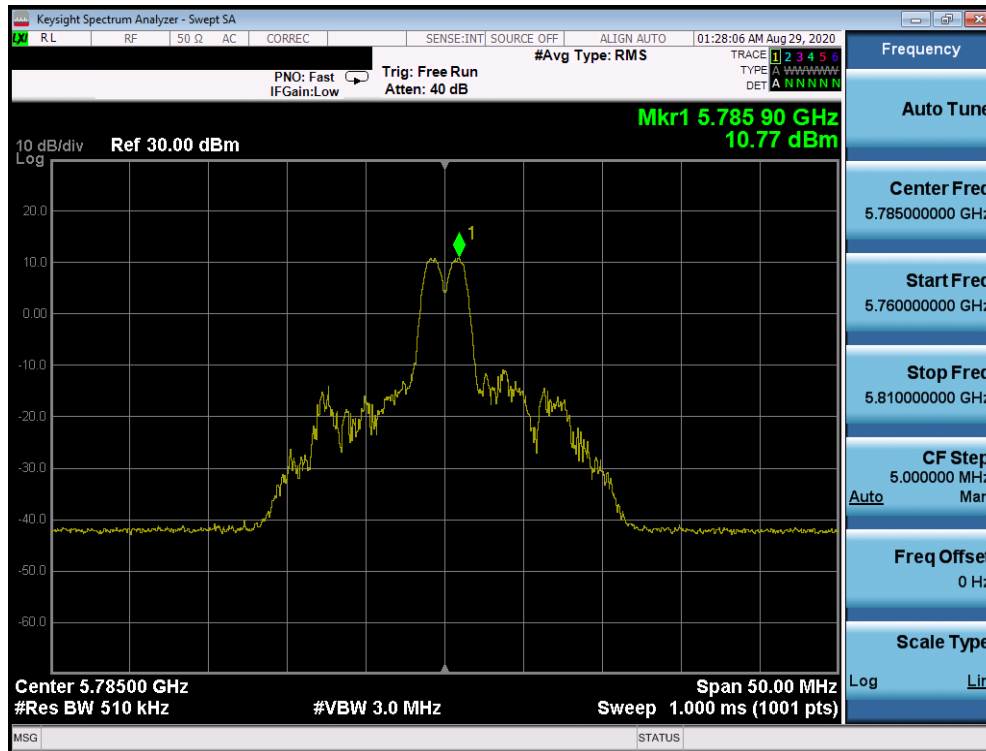 Keysight Spectrum Analyzer - Swept SA
LXI RL RF 50 Ω AC CORREC SENSE:INT SOURCE OFF ALIGN AUTO 01:28:06 AM Aug 29, 2020
#Avg Type: RMS
TRACE 1 2 3 4 5 6
PNO: Fast Trig: Free Run
TYPE A WWWWW
IFGain:Low Atten: 40 dB
DET A N N N N N
Mkr1 5.785 90 GHz
10.77 dBm
10 dB/div Ref 30.00 dBm
Log
1
20.0
10.0
0.00
-10.0
-20.0
-30.0
-40.0
-50.0
-60.0
Center 5.78500 GHz Span 50.00 MHz
#Res BW 510 kHz #VBW 3.0 MHz Sweep 1.000 ms (1001 pts)
MSG STATUS
Frequency
Auto Tune
Center Freq
5.785000000 GHz
Start Freq
5.760000000 GHz
Stop Freq
5.810000000 GHz
CF Step
5.000000 MHz
Auto Man
Freq Offset
0 Hz
Scale Type
Log Lin